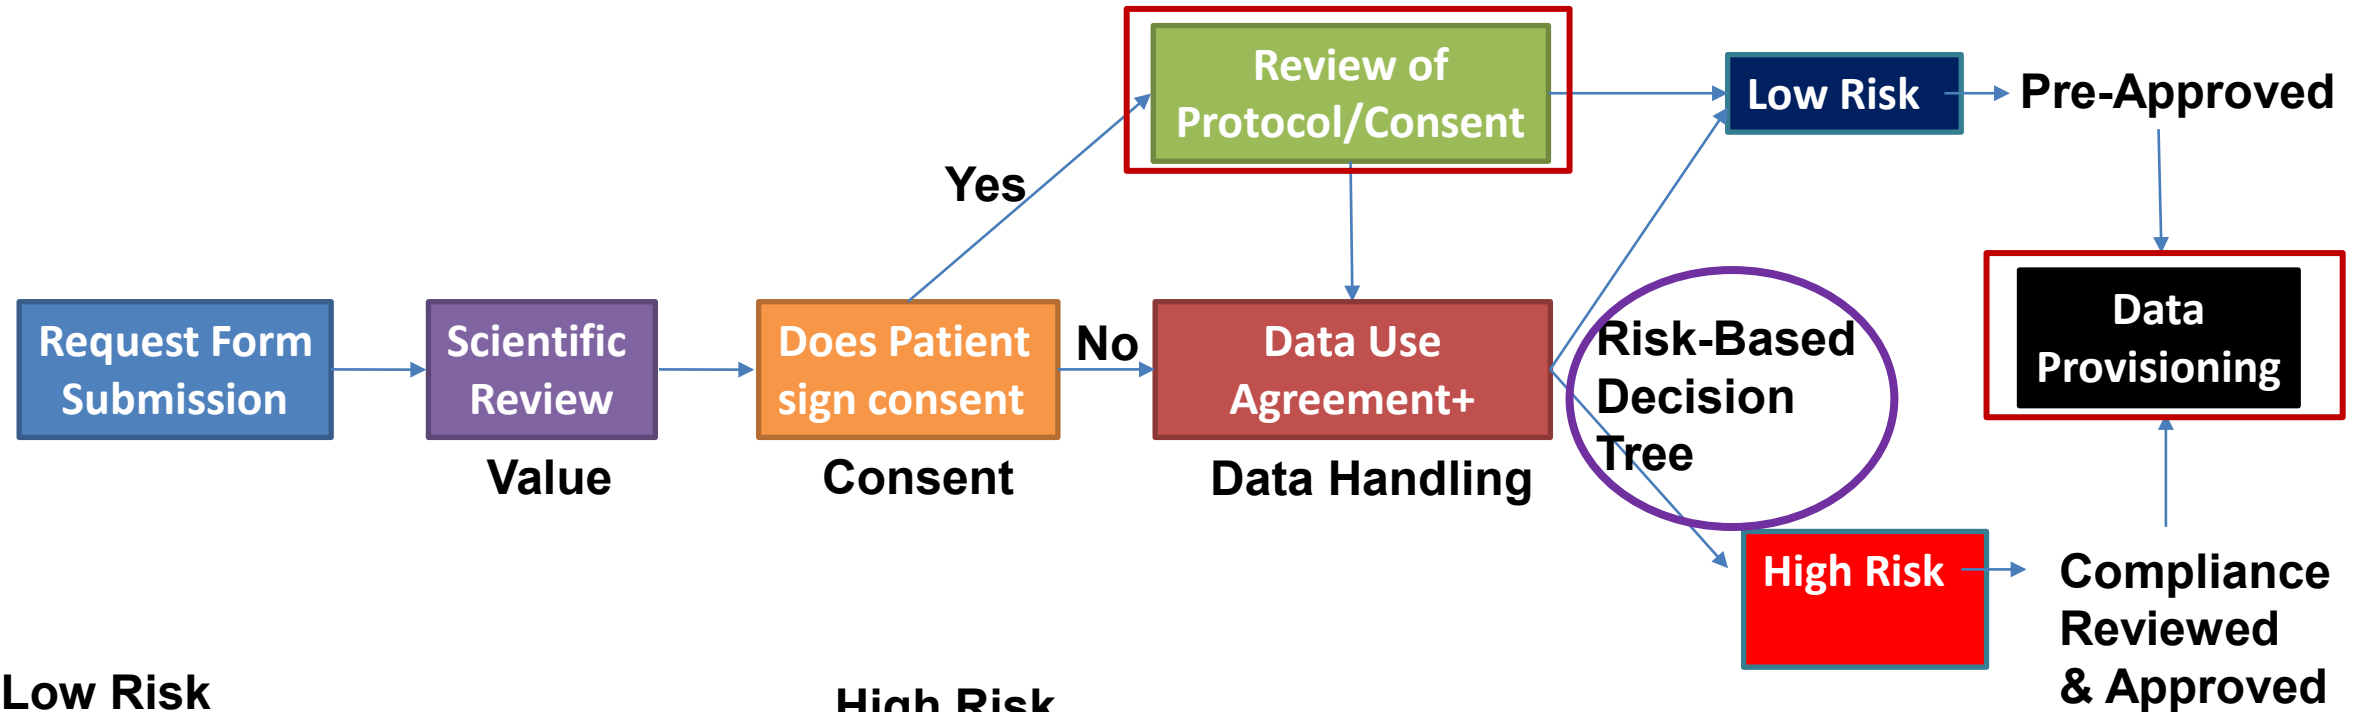 Review of
Protocol/Consent
Low Risk
Pre-Approved
Yes
Request Form
Submission
Scientific
Review
Value
Does Patient
sign consent
Consent
No
Data Use
Agreement+
Data Handling
Risk-Based
Decision
Tree
Data
Provisioning
High Risk
Compliance
Reviewed
& Approved
Low Risk
High Risk